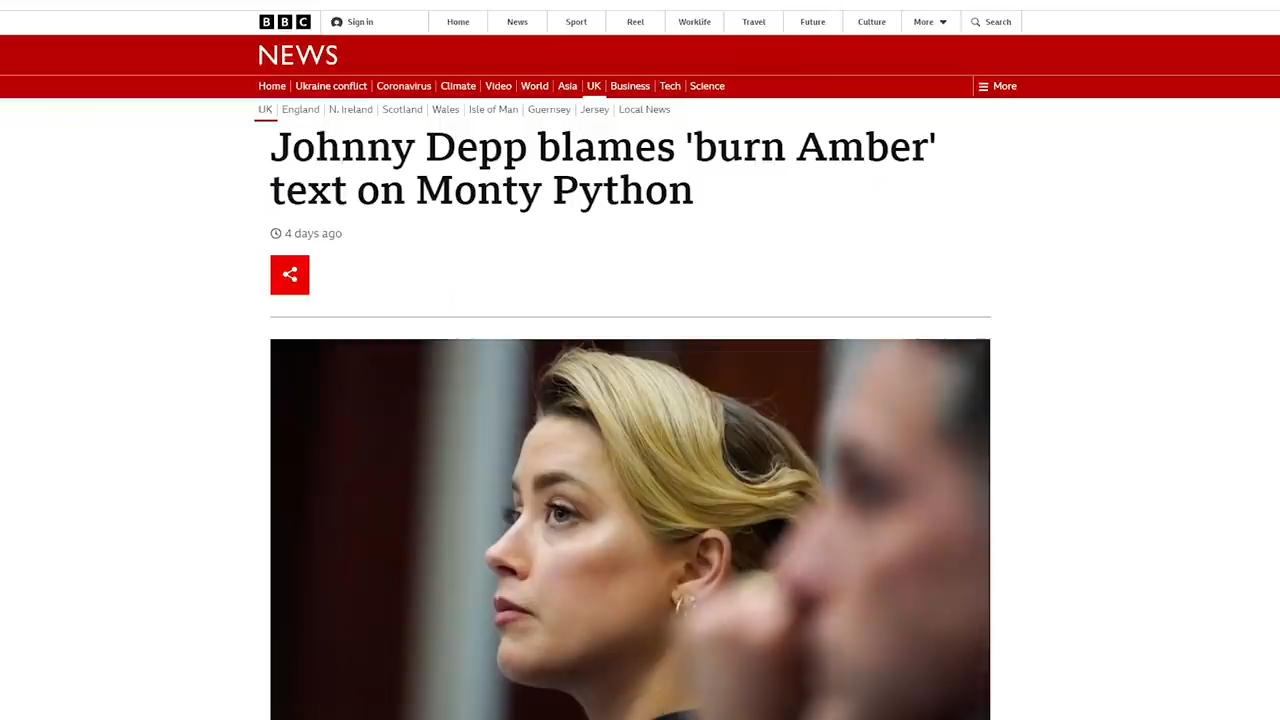 BBC Sign in Home News Sport Reel Worklife Travel Future Culture More Search
NEWS
Home Ukraine conflict Coronavirus Climate Video World Asia UK Business Tech Science More
UK England N. Ireland Scotland Wales Isle of Man Guernsey Jersey Local News
Johnny Depp blames 'burn Amber'
text on Monty Python
4 days ago